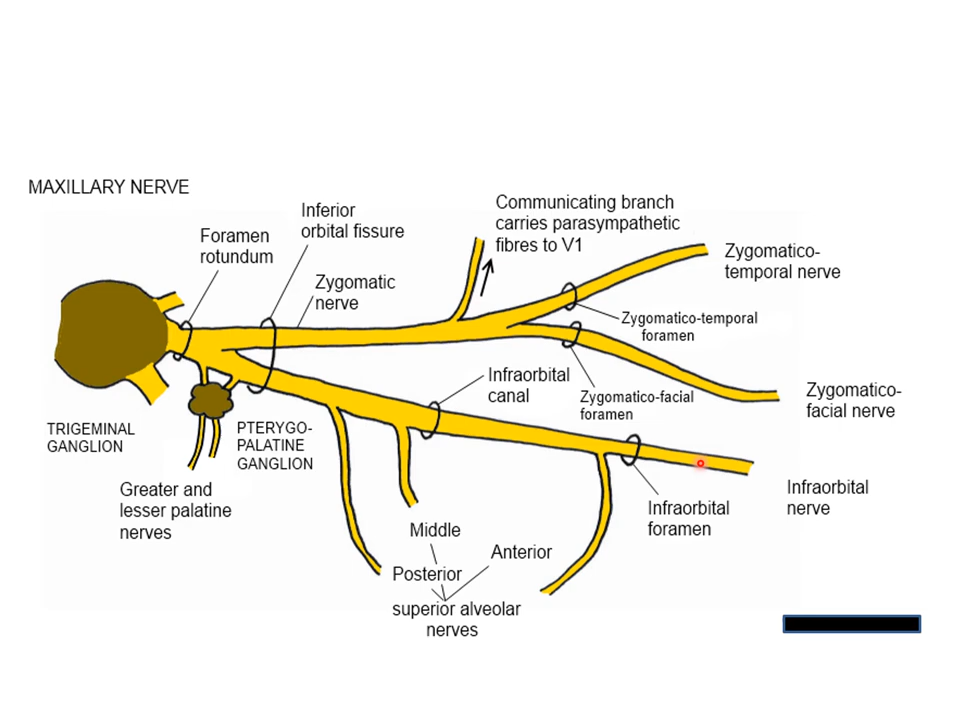 MAXILLARY NERVE
Inferior
orbital fissure
Communicating branch
carries parasympathetic
fibres to V1
Foramen
rotundum
Zygomatico-
temporal nerve
Zygomatic
nerve
Zygomatico-temporal
foramen
Infraorbital
canal
Zygomatico-facial
foramen
Zygomatico-
facial nerve
TRIGEMINAL
GANGLION
PTERYGO-
PALATINE
GANGLION
Greater and
lesser palatine
nerves
Infraorbital
nerve
Infraorbital
foramen
Middle
Anterior
Posterior
superior alveolar
nerves